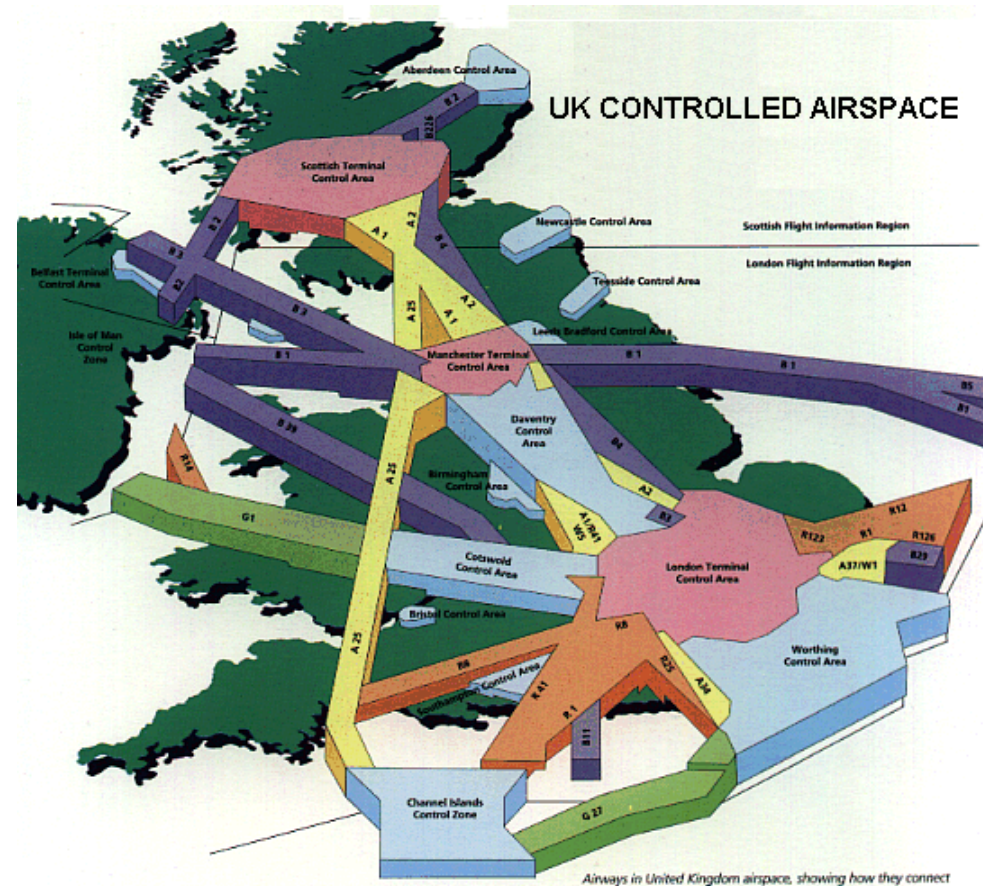 Aberdeen Control Area
UK CONTROLLED AIRSPACE
B 2
B226
Scottish Terminal
Control Area
A 2
A 1
B 2
B 4
Newcastle Control Area
Scottish Flight Information Region
London Flight Information Region
B 3
B2
Belfast Terminal
Control Area
Teesside Control Area
A 25
A 2
A 1
B 3
Isle of Man
Control
Zone
Leeds Bradford Control Area
B 1
Manchester Terminal
Control Area
B 1
B 1
B5
B1
B 39
Daventry
Control
Area
B4
R14
A 25
Birmingham
Control Area
A2
G1
A1/R41
W5
B3
R12
R1
R123
R126
Cotswold
Control Area
London Terminal
Control Area
A37/W1
B29
Bristol Control Area
R8
A 25
R8
Southampton Control Area
R25
A34
Worthing
Control Area
R 1
B11
Channel Islands
Control Zone
G 27
Airways in United Kingdom airspace, showing how they connect